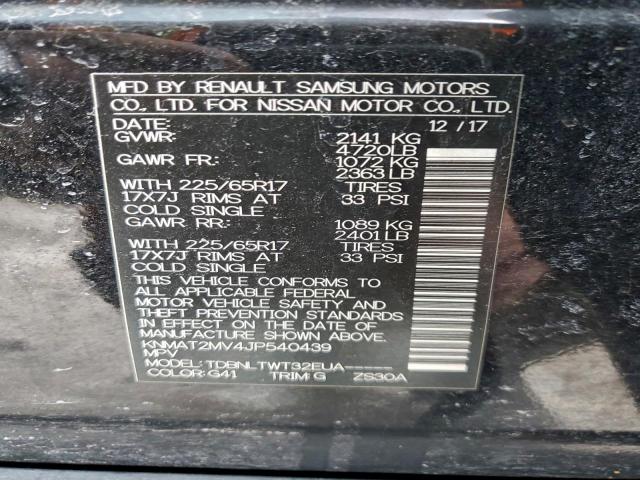 MFD BY RENAULT SAMSUNG MOTORS
CO., LTD. FOR NISSAN MOTOR CO., LTD.
DATE: 12 / 17
GVWR: 2141 KG
4720LB
GAWR FR: 1072 KG
2363 LB
WITH 225/65R17 TIRES
17X7J RIMS AT 33 PSI
COLD SINGLE
GAWR RR: 1089 KG
2401 LB
WITH 225/65R17 TIRES
17X7J RIMS AT 33 PSI
COLD SINGLE
THIS VEHICLE CONFORMS TO
ALL APPLICABLE FEDERAL
MOTOR VEHICLE SAFETY AND
THEFT PREVENTION STANDARDS
IN EFFECT ON THE DATE OF
MANUFACTURE SHOWN ABOVE.
KNMAT2MV4JP540439
MPV
MODEL: TDBNLTWT32EUA-----
COLOR: G41 TRIM G ZS30A